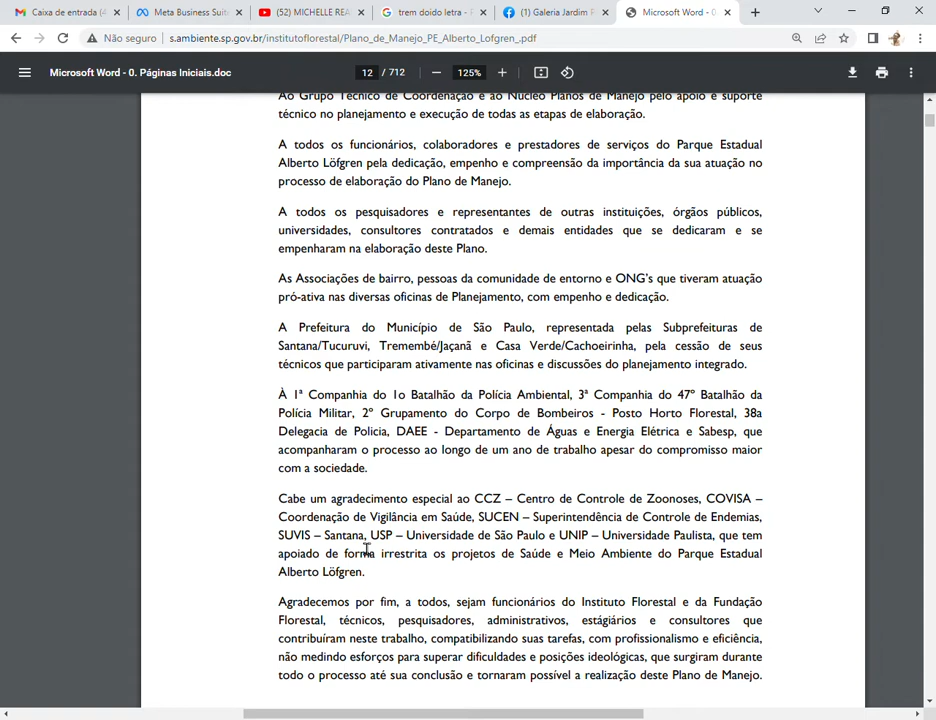 Caixa de entrada (4
Meta Business Suite
(52) MICHELLE REA
trem doido letra - P
(1) Galeria Jardim P
Microsoft Word - 0.
Não seguro
s.ambiente.sp.gov.br/institutoflorestal/Plano_de_Manejo_PE_Alberto_Lofgren_.pdf
Microsoft Word - 0. Páginas Iniciais.doc
12 / 712
125%
Ao Grupo Técnico de Coordenação e ao Núcleo Planos de Manejo pelo apoio e suporte
técnico no planejamento e execução de todas as etapas de elaboração.
A todos os funcionários, colaboradores e prestadores de serviços do Parque Estadual
Alberto Löfgren pela dedicação, empenho e compreensão da importância da sua atuação no
processo de elaboração do Plano de Manejo.
A todos os pesquisadores e representantes de outras instituições, órgãos públicos,
universidades, consultores contratados e demais entidades que se dedicaram e se
empenharam na elaboração deste Plano.
As Associações de bairro, pessoas da comunidade de entorno e ONG's que tiveram atuação
pró-ativa nas diversas oficinas de Planejamento, com empenho e dedicação.
A Prefeitura do Município de São Paulo, representada pelas Subprefeituras de
Santana/Tucuruvi, Tremembé/Jaçanã e Casa Verde/Cachoeirinha, pela cessão de seus
técnicos que participaram ativamente nas oficinas e discussões do planejamento integrado.
À 1ª Companhia do 1o Batalhão da Polícia Ambiental, 3ª Companhia do 47º Batalhão da
Polícia Militar, 2º Grupamento do Corpo de Bombeiros - Posto Horto Florestal, 38a
Delegacia de Policia, DAEE - Departamento de Águas e Energia Elétrica e Sabesp, que
acompanharam o processo ao longo de um ano de trabalho apesar do compromisso maior
com a sociedade.
Cabe um agradecimento especial ao CCZ – Centro de Controle de Zoonoses, COVISA –
Coordenação de Vigilância em Saúde, SUCEN – Superintendência de Controle de Endemias,
SUVIS – Santana, USP – Universidade de São Paulo e UNIP – Universidade Paulista, que tem
apoiado de forma irrestrita os projetos de Saúde e Meio Ambiente do Parque Estadual
Alberto Löfgren.
Agradecemos por fim, a todos, sejam funcionários do Instituto Florestal e da Fundação
Florestal, técnicos, pesquisadores, administrativos, estágiários e consultores que
contribuíram neste trabalho, compatibilizando suas tarefas, com profissionalismo e eficiência,
não medindo esforços para superar dificuldades e posições ideológicas, que surgiram durante
todo o processo até sua conclusão e tornaram possível a realização deste Plano de Manejo.